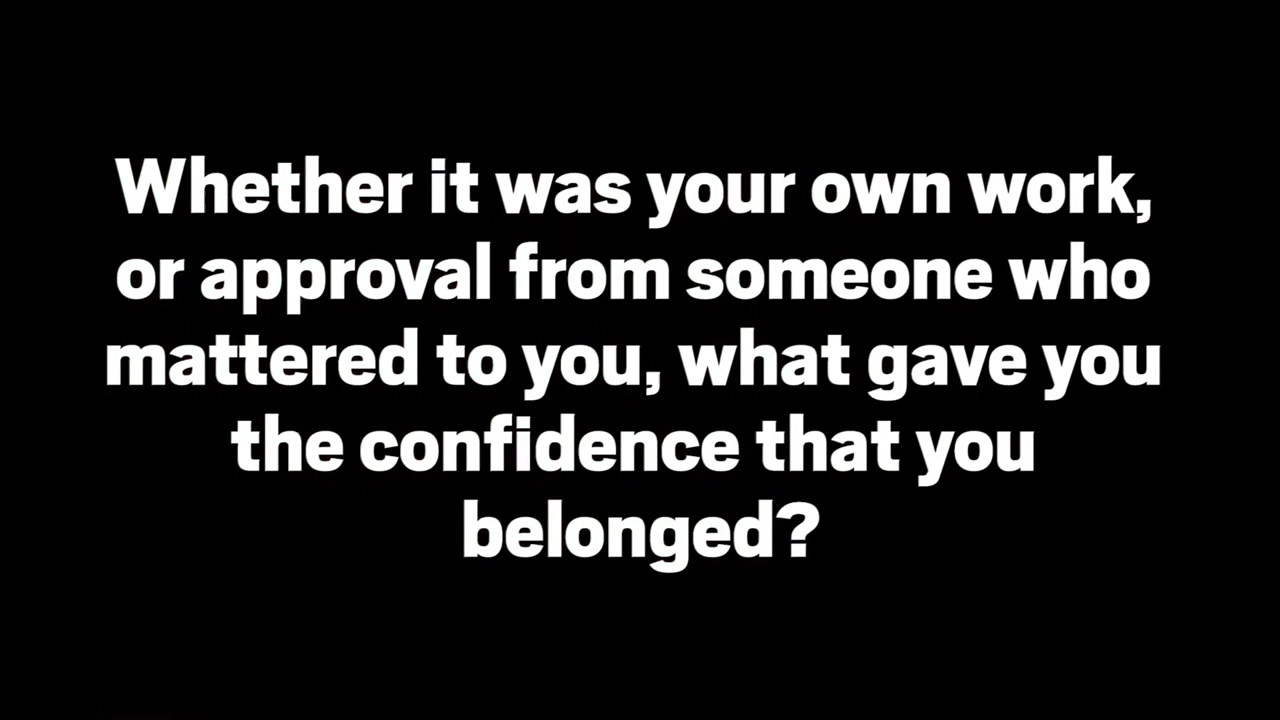 Whether it was your own work,
or approval from someone who
mattered to you, what gave you
the confidence that you
belonged?